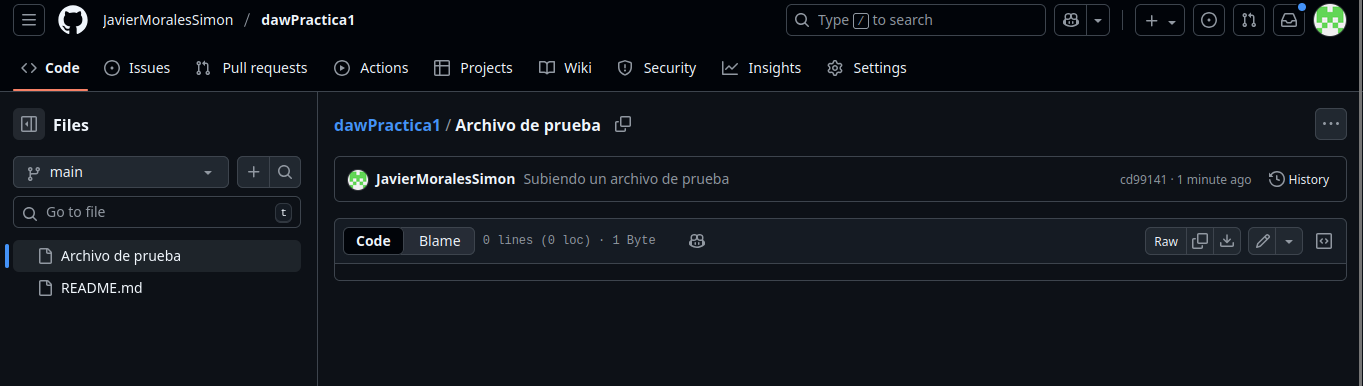 JavierMoralesSimon / dawPractica1
Type / to search
Code Issues Pull requests Actions Projects Wiki Security Insights Settings
Files
main
Go to file t
Archivo de prueba
README.md
dawPractica1 / Archivo de prueba
JavierMoralesSimon Subiendo un archivo de prueba cd99141 · 1 minute ago History
Code Blame 0 lines (0 loc) · 1 Byte Raw